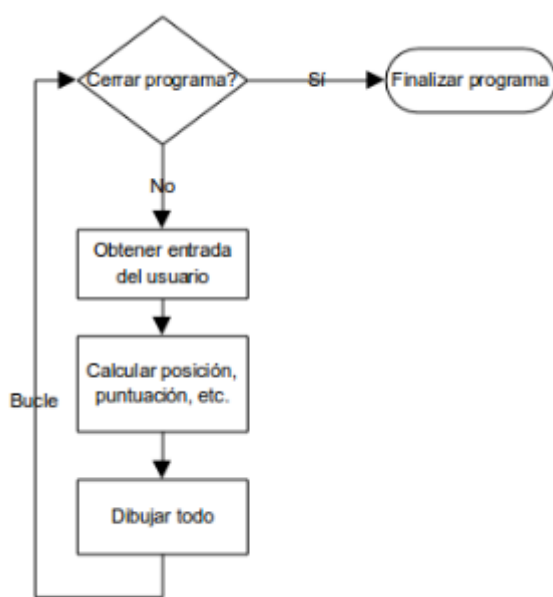 Cerrar programa?
Sí
Finalizar programa
No
Obtener entrada
del usuario
Calcular posición,
puntuación, etc.
Bucle
Dibujar todo